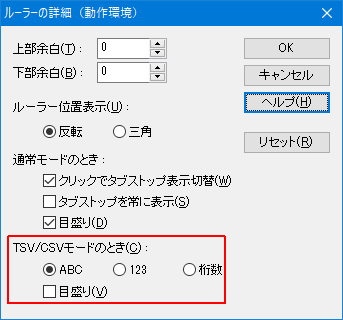 ルーラーの詳細（動作環境）
上部余白(T)： 0
OK
下部余白(B)： 0
キャンセル
ヘルプ(H)
ルーラー位置表示(U)：
反転 三角
リセット(R)
通常モードのとき：
クリックでタブストップ表示切替(W)
タブストップを常に表示(S)
目盛り(D)
TSV/CSVモードのとき(C)：
ABC 123 桁数
目盛り(V)